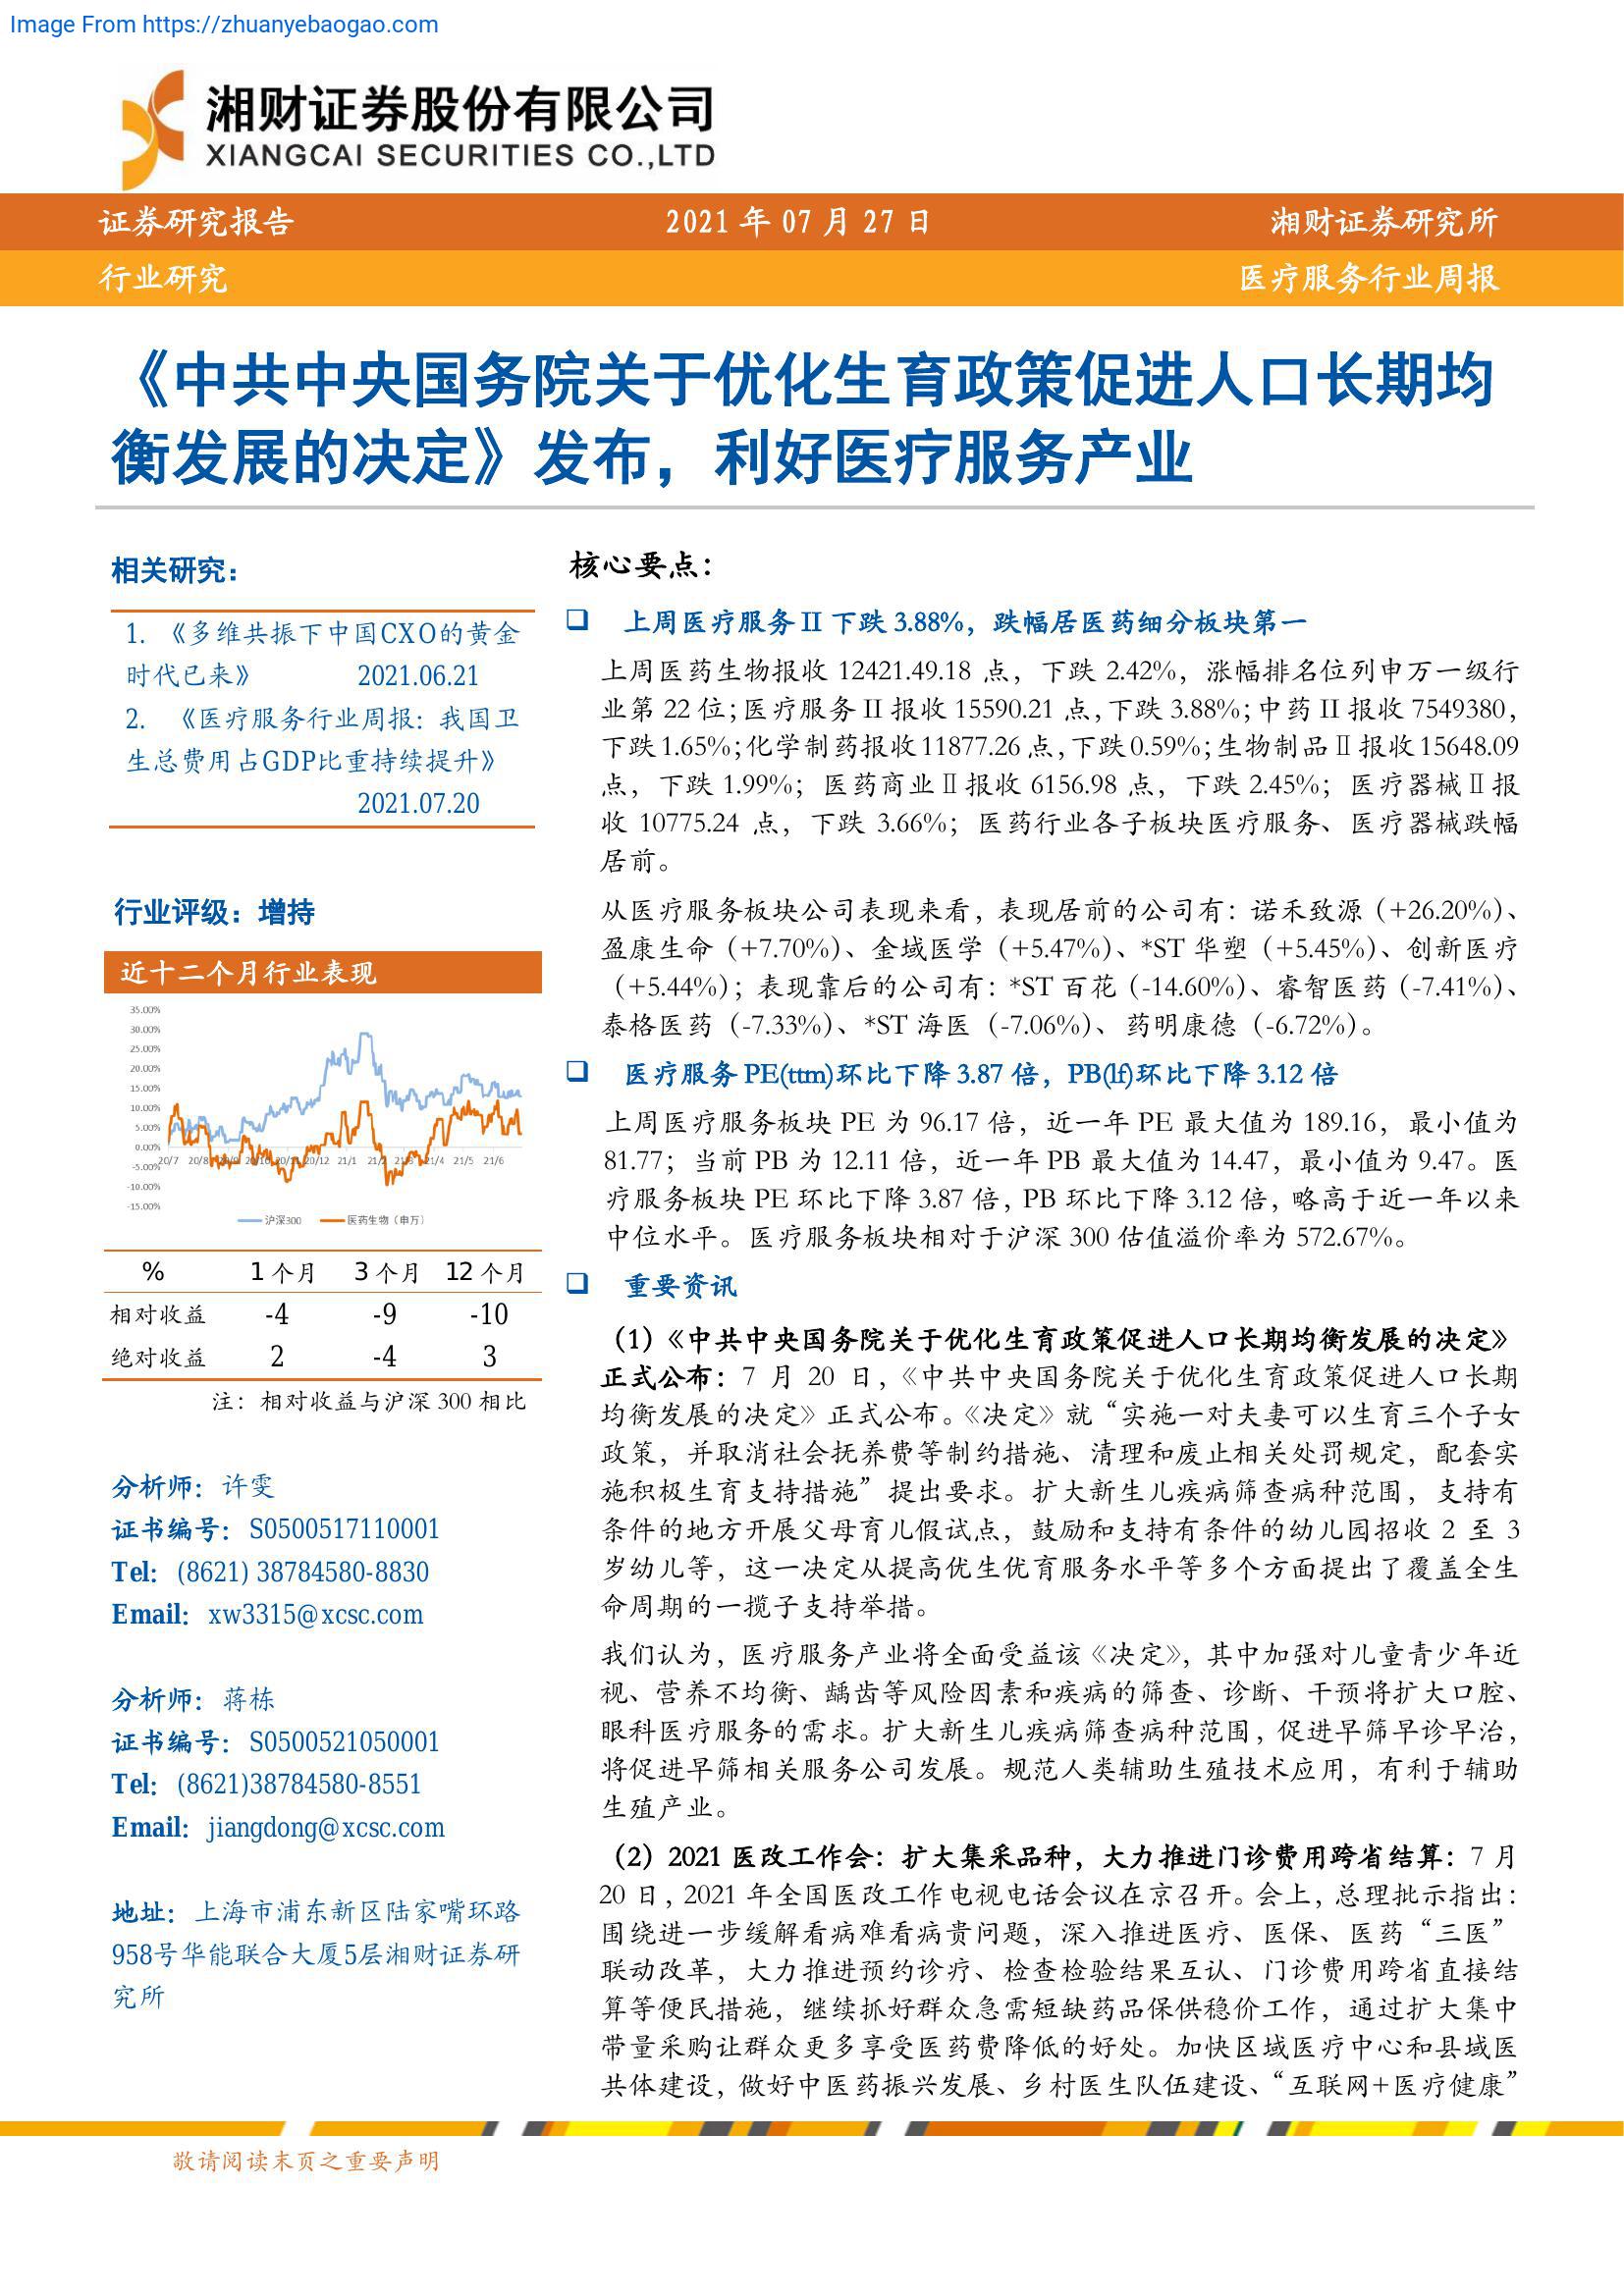 Image From https://zhuanyebaogao.com
湘财证券股份有限公司
XIANGCAI SECURITIES CO.,LTD
证券研究报告 2021 年 07 月 27 日 湘财证券研究所
行业研究 医疗服务行业周报
《中共中央国务院关于优化生育政策促进人口长期均
衡发展的决定》发布，利好医疗服务产业
相关研究：
1. 《多维共振下中国CXO的黄金
时代已来》 2021.06.21
2. 《医疗服务行业周报：我国卫
生总费用占GDP比重持续提升》
2021.07.20
行业评级：增持
近十二个月行业表现
35.00%
30.00%
25.00%
20.00%
15.00%
10.00%
5.00%
0.00%
-5.00%
-10.00%
-15.00%
20/7 20/8 20/9 20/10 20/11 20/12 21/1 21/2 21/3 21/4 21/5 21/6
沪深300 医药生物（申万）
% 1 个月 3 个月 12 个月
相对收益 -4 -9 -10
绝对收益 2 -4 3
注：相对收益与沪深 300 相比
分析师：许雯
证书编号：S0500517110001
Tel：(8621) 38784580-8830
Email：xw3315@xcsc.com
分析师：蒋栋
证书编号：S0500521050001
Tel：(8621)38784580-8551
Email：jiangdong@xcsc.com
地址：上海市浦东新区陆家嘴环路
958号华能联合大厦5层湘财证券研
究所
核心要点：
❑ 上周医疗服务 II 下跌 3.88%，跌幅居医药细分板块第一
上周医药生物报收 12421.49.18 点，下跌 2.42%，涨幅排名位列申万一级行
业第 22 位；医疗服务 II 报收 15590.21 点，下跌 3.88%；中药 II 报收 7549380，
下跌 1.65%；化学制药报收 11877.26 点，下跌 0.59%；生物制品Ⅱ报收 15648.09
点，下跌 1.99%；医药商业Ⅱ报收 6156.98 点，下跌 2.45%；医疗器械Ⅱ报
收 10775.24 点，下跌 3.66%；医药行业各子板块医疗服务、医疗器械跌幅
居前。
从医疗服务板块公司表现来看，表现居前的公司有：诺禾致源（+26.20%）、
盈康生命（+7.70%）、金域医学（+5.47%）、*ST 华塑（+5.45%）、创新医疗
（+5.44%）；表现靠后的公司有：*ST 百花（-14.60%）、睿智医药（-7.41%）、
泰格医药（-7.33%）、*ST 海医（-7.06%）、药明康德（-6.72%）。
❑ 医疗服务 PE(ttm)环比下降 3.87 倍，PB(lf)环比下降 3.12 倍
上周医疗服务板块 PE 为 96.17 倍，近一年 PE 最大值为 189.16，最小值为
81.77；当前 PB 为 12.11 倍，近一年 PB 最大值为 14.47，最小值为 9.47。医
疗服务板块 PE 环比下降 3.87 倍，PB 环比下降 3.12 倍，略高于近一年以来
中位水平。医疗服务板块相对于沪深 300 估值溢价率为 572.67%。
❑ 重要资讯
（1）《中共中央国务院关于优化生育政策促进人口长期均衡发展的决定》
正式公布：7 月 20 日，《中共中央国务院关于优化生育政策促进人口长期
均衡发展的决定》正式公布。《决定》就“实施一对夫妻可以生育三个子女
政策，并取消社会抚养费等制约措施、清理和废止相关处罚规定，配套实
施积极生育支持措施”提出要求。扩大新生儿疾病筛查病种范围，支持有
条件的地方开展父母育儿假试点，鼓励和支持有条件的幼儿园招收 2 至 3
岁幼儿等，这一决定从提高优生优育服务水平等多个方面提出了覆盖全生
命周期的一揽子支持举措。
我们认为，医疗服务产业将全面受益该《决定》，其中加强对儿童青少年近
视、营养不均衡、龋齿等风险因素和疾病的筛查、诊断、干预将扩大口腔、
眼科医疗服务的需求。扩大新生儿疾病筛查病种范围，促进早筛早诊早治，
将促进早筛相关服务公司发展。规范人类辅助生殖技术应用，有利于辅助
生殖产业。
（2）2021 医改工作会：扩大集采品种，大力推进门诊费用跨省结算：7 月
20 日，2021 年全国医改工作电视电话会议在京召开。会上，总理批示指出：
围绕进一步缓解看病难看病贵问题，深入推进医疗、医保、医药“三医”
联动改革，大力推进预约诊疗、检查检验结果互认、门诊费用跨省直接结
算等便民措施，继续抓好群众急需短缺药品保供稳价工作，通过扩大集中
带量采购让群众更多享受医药费降低的好处。加快区域医疗中心和县域医
共体建设，做好中医药振兴发展、乡村医生队伍建设、“互联网+医疗健康”
敬请阅读末页之重要声明